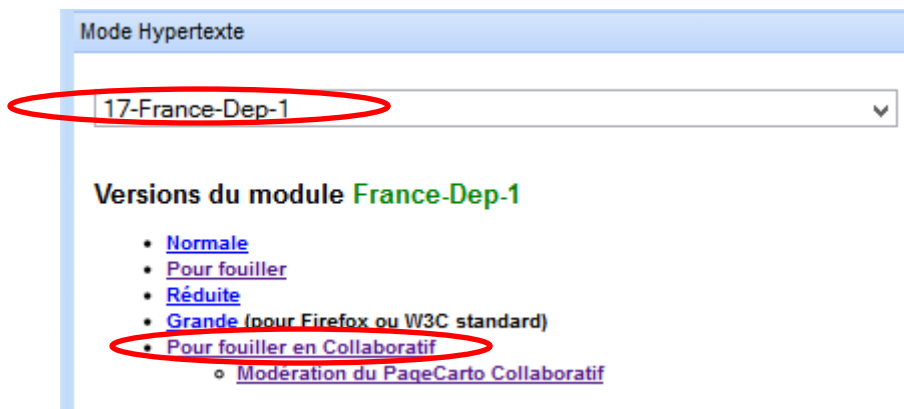 Mode Hypertexte
17-France-Dep-1
Versions du module France-Dep-1
• Normale
• Pour fouiller
• Réduite
• Grande (pour Firefox ou W3C standard)
• Pour fouiller en Collaboratif
o Modération du PageCarto Collaboratif